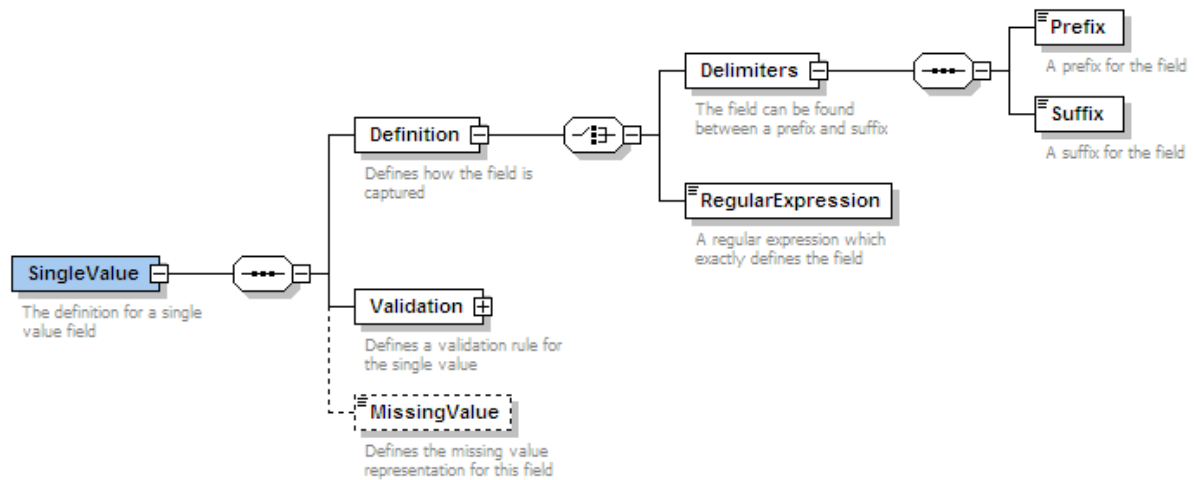 Prefix
A prefix for the field
Delimiters
The field can be found
between a prefix and suffix
Suffix
A suffix for the field
Definition
Defines how the field is
captured
RegularExpression
A regular expression which
exactly defines the field
SingleValue
The definition for a single
value field
Validation
Defines a validation rule for
the single value
MissingValue
Defines the missing value
representation for this field